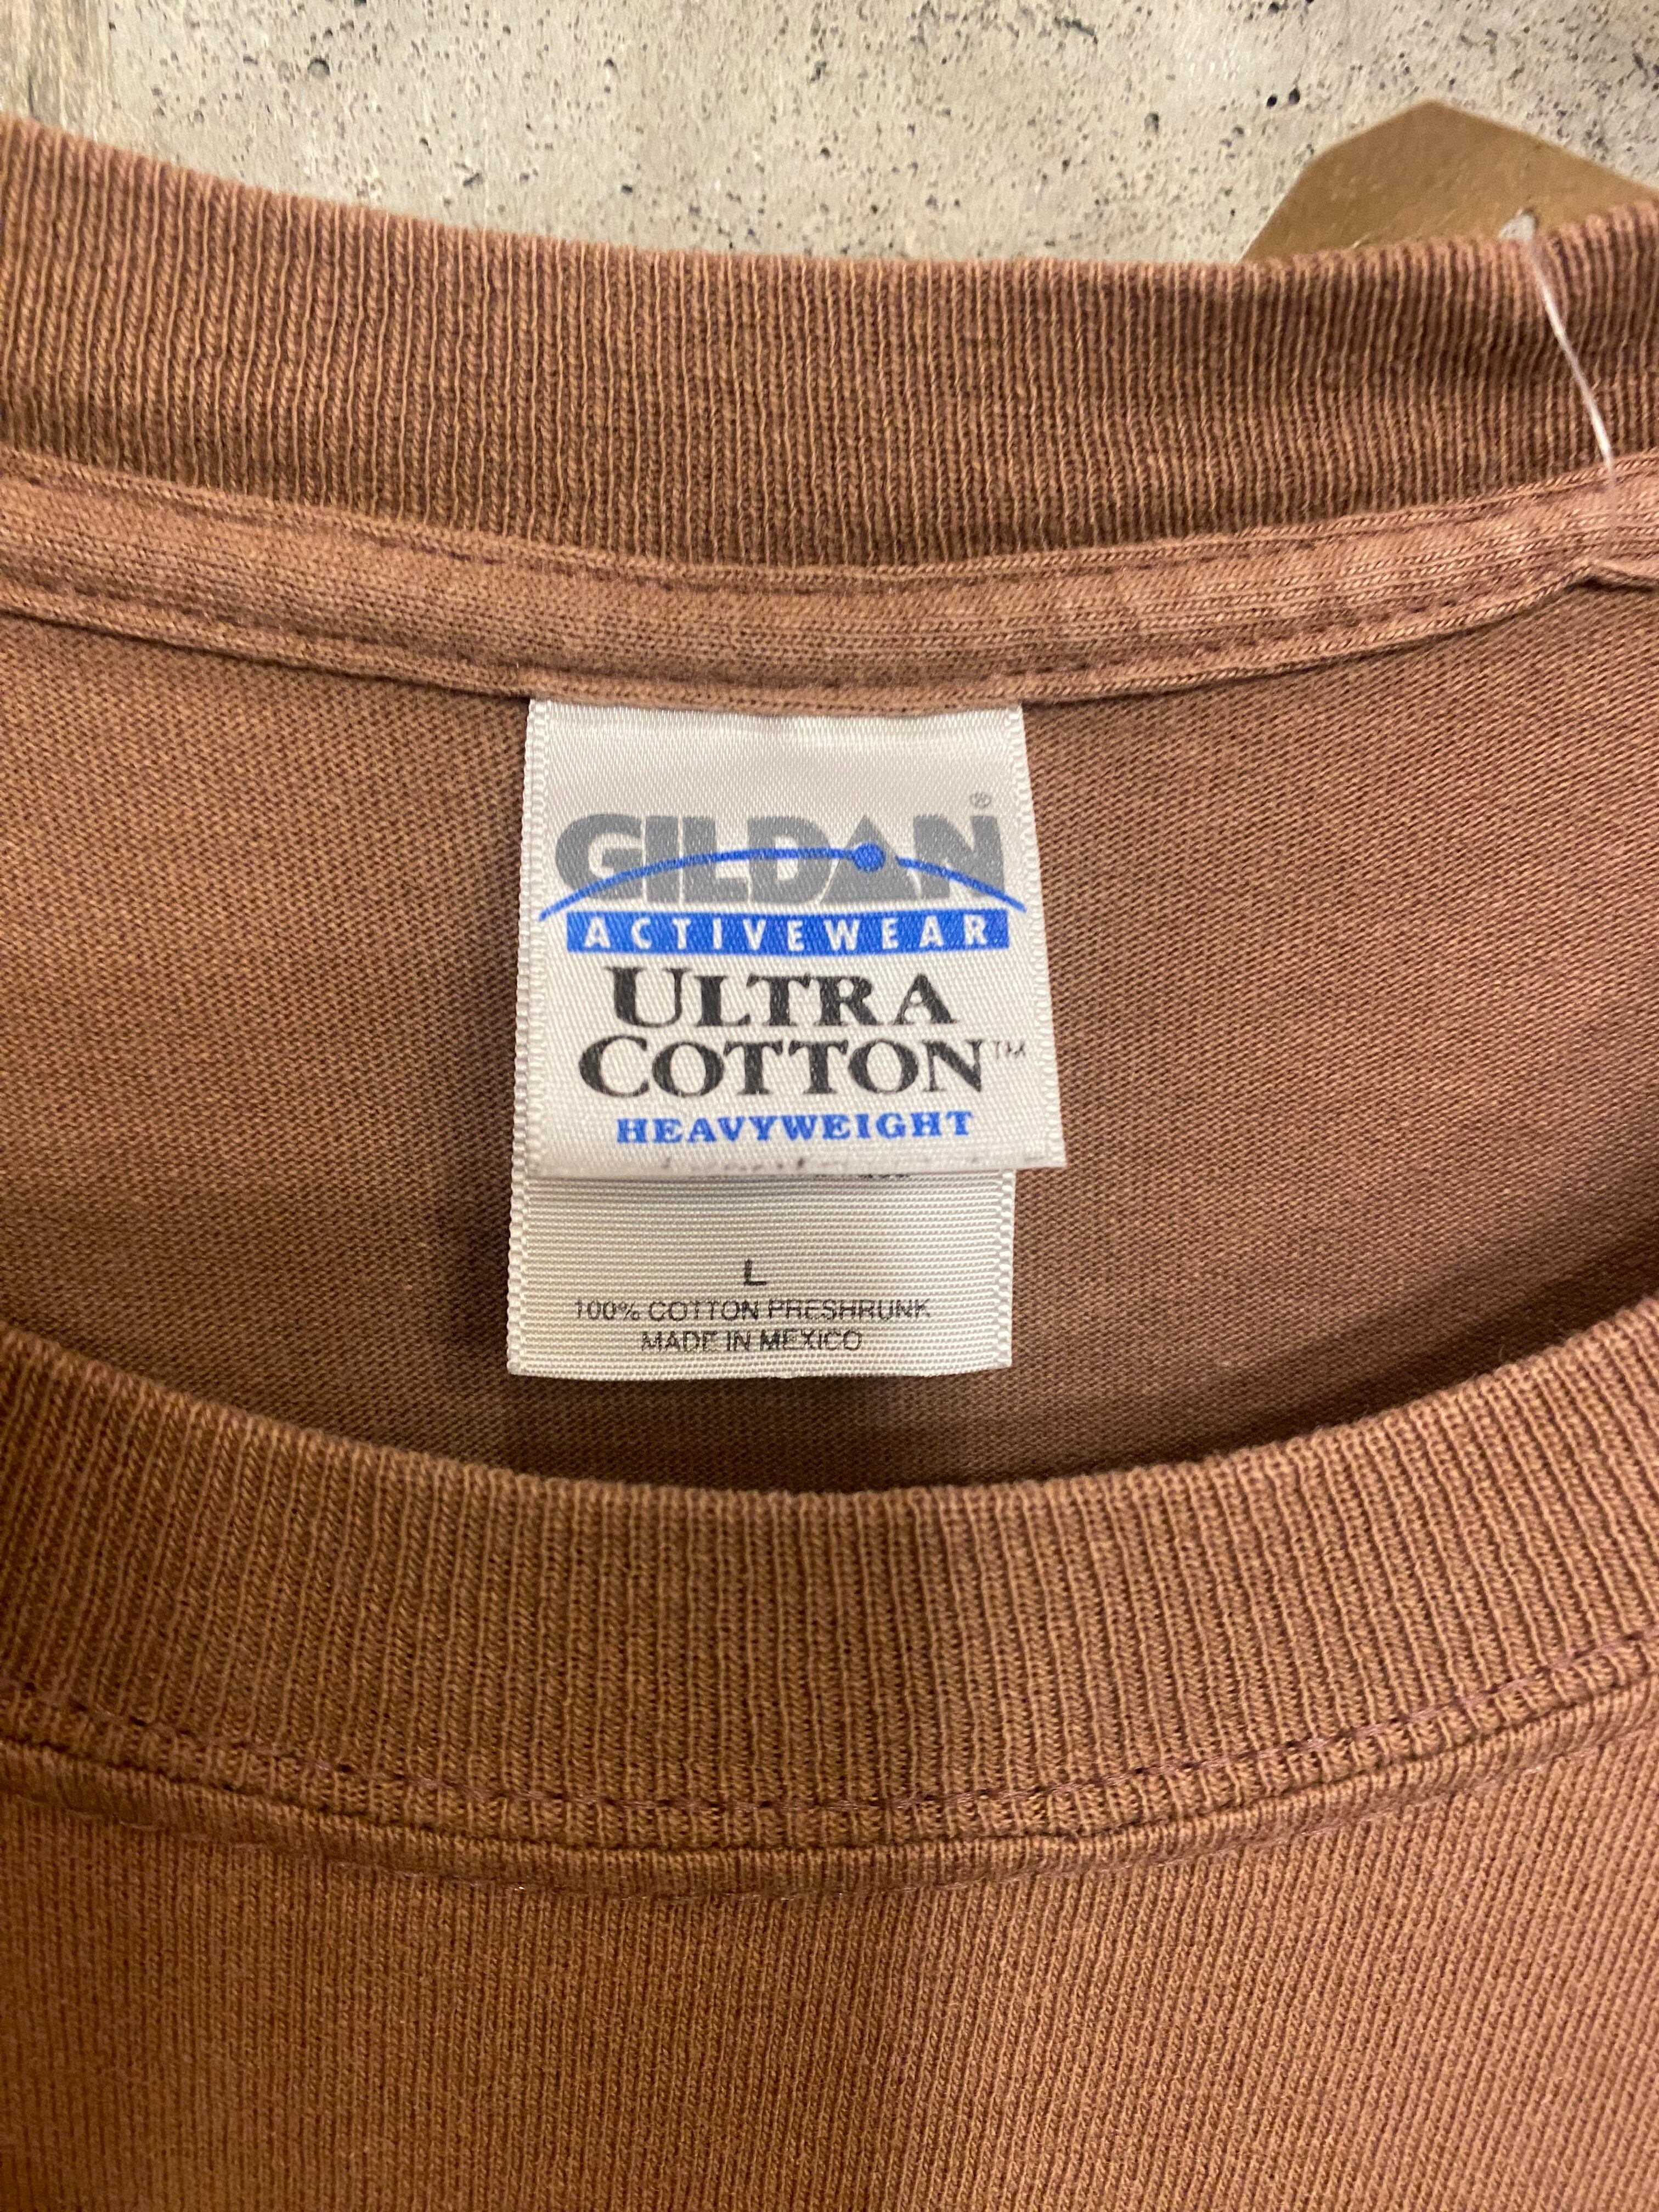 GILDAN®
ACTIVEWEAR
ULTRA
COTTON™
HEAVYWEIGHT
L
100% COTTON PRESHRUNK
MADE IN MEXICO